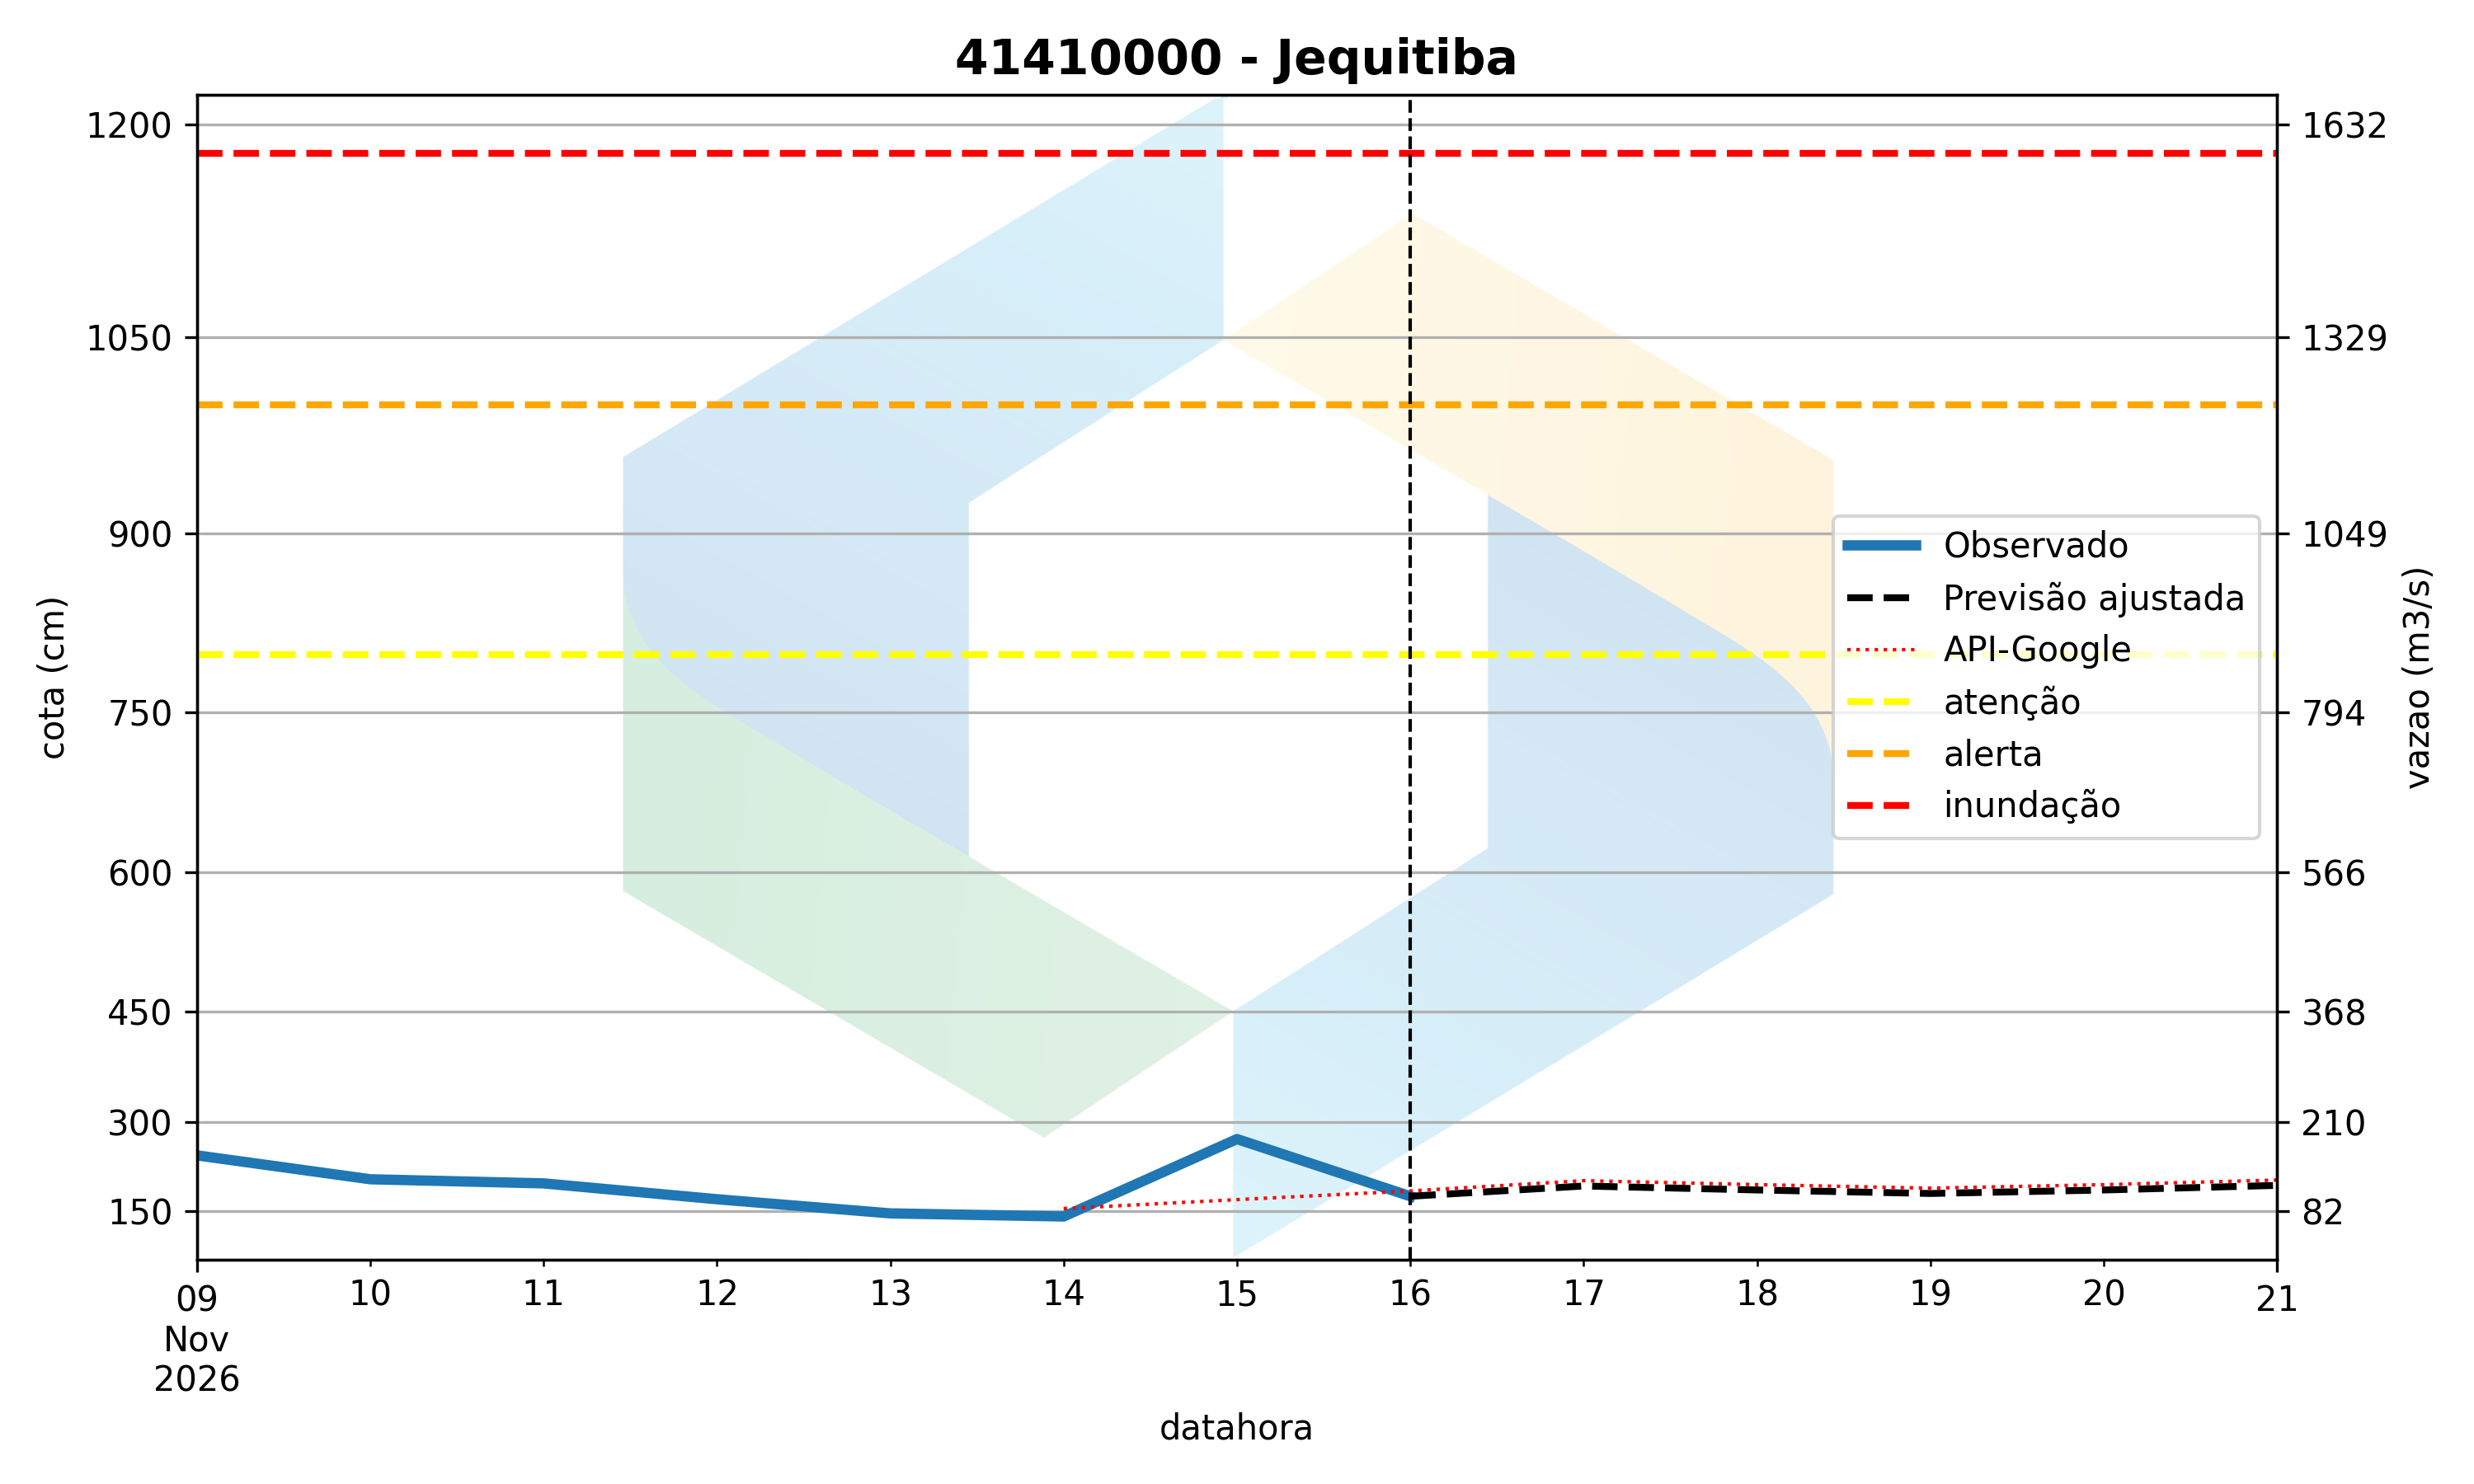 41410000 - Jequitiba
1200
1050
900
750
600
450
300
150
cota (cm)
1632
1329
1049
794
566
368
210
82
vazao (m3/s)
Observado
Previsão ajustada
API-Google
atenção
alerta
inundação
09 10 11 12 13 14 15 16 17 18 19 20 21
Nov
2026
datahora